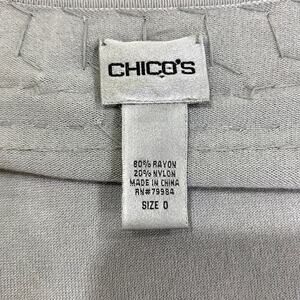 CHICO'S
80% RAYON
20% NYLON
MADE IN CHINA
RN#79984
SIZE 0